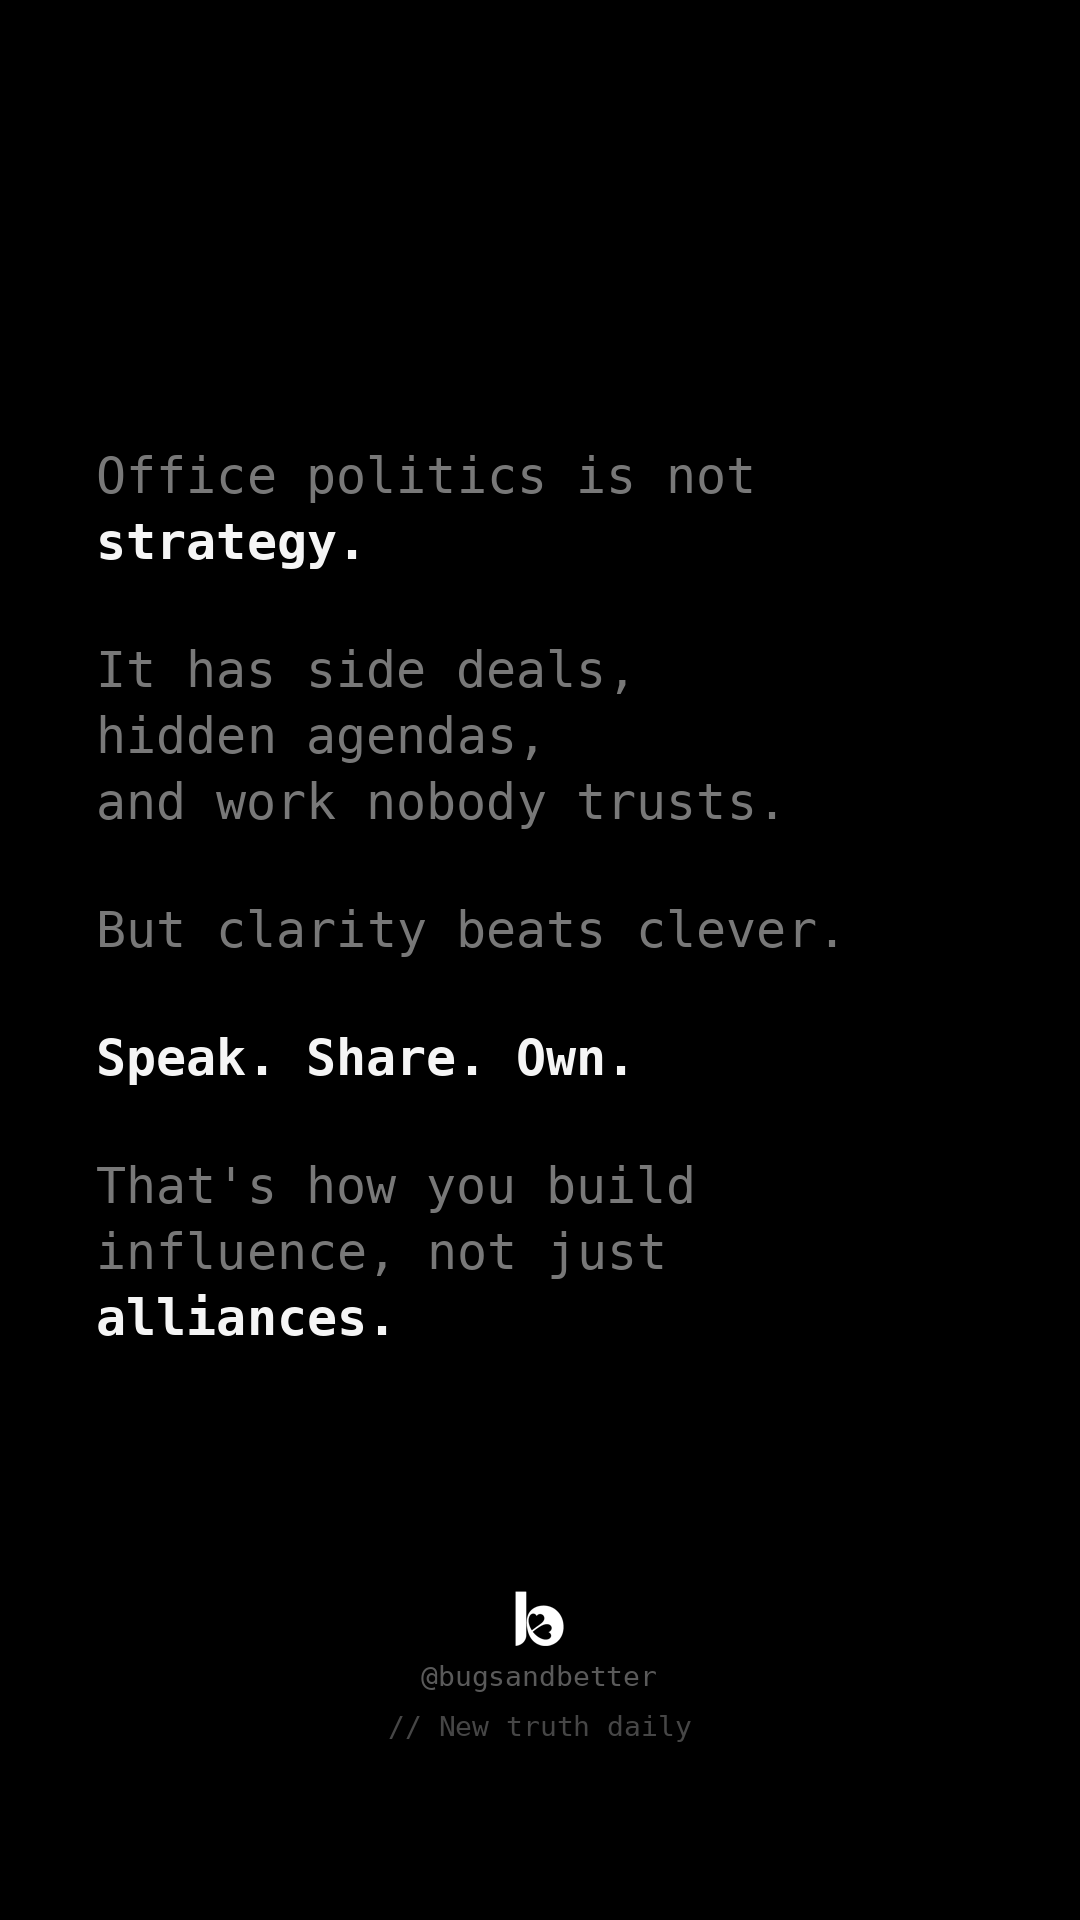 Office politics is not
strategy.
It has side deals,
hidden agendas,
and work nobody trusts.
But clarity beats clever.
Speak. Share. Own.
That's how you build
influence, not just
alliances.
b
@bugsandbetter
// New truth daily